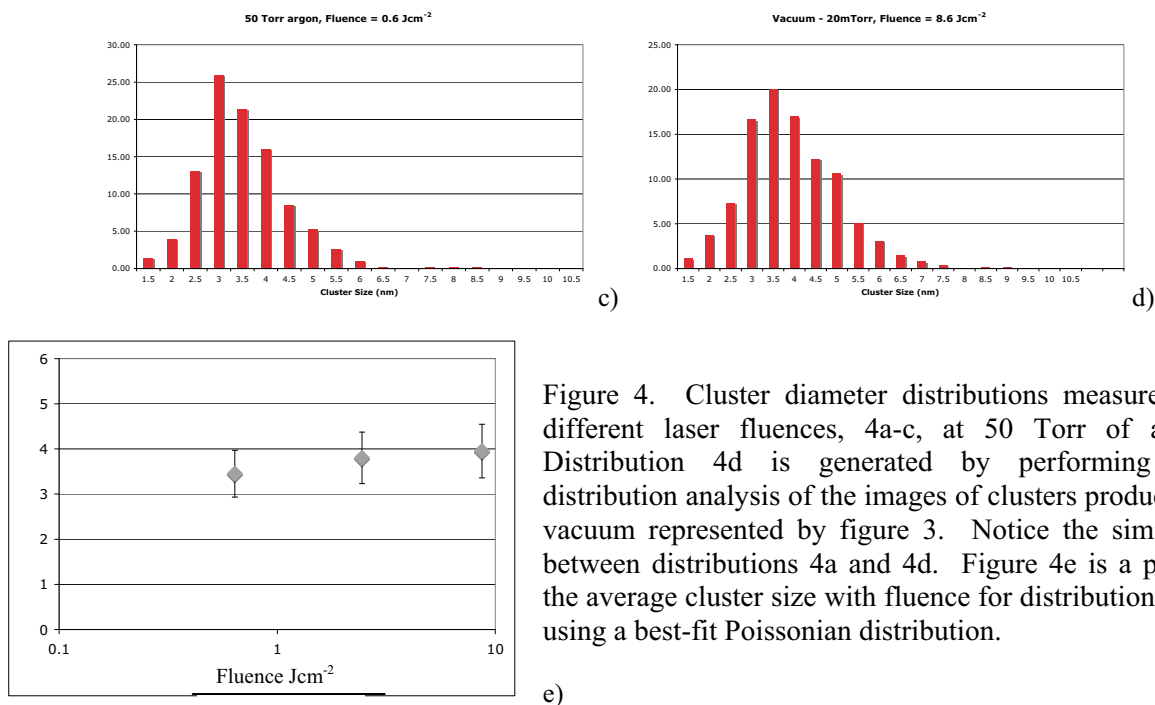 50 Torr argon, Fluence = 0.6 Jcm⁻²
30.00
25.00
20.00
15.00
10.00
5.00
0.00
1.5 2 2.5 3 3.5 4 4.5 5 5.5 6 6.5 7 7.5 8 8.5 9 9.5 10 10.5
Cluster Size (nm)
c)
Vacuum - 20mTorr, Fluence = 8.6 Jcm⁻²
25.00
20.00
15.00
10.00
5.00
0.00
1.5 2 2.5 3 3.5 4 4.5 5 5.5 6 6.5 7 7.5 8 8.5 9 9.5 10 10.5
Cluster Size (nm)
d)
6
5
4
3
2
1
0
0.1 1 10
Fluence Jcm⁻²
e)
Figure 4. Cluster diameter distributions measure
different laser fluences, 4a-c, at 50 Torr of a
Distribution 4d is generated by performing
distribution analysis of the images of clusters produc
vacuum represented by figure 3. Notice the sim
between distributions 4a and 4d. Figure 4e is a p
the average cluster size with fluence for distribution
using a best-fit Poissonian distribution.